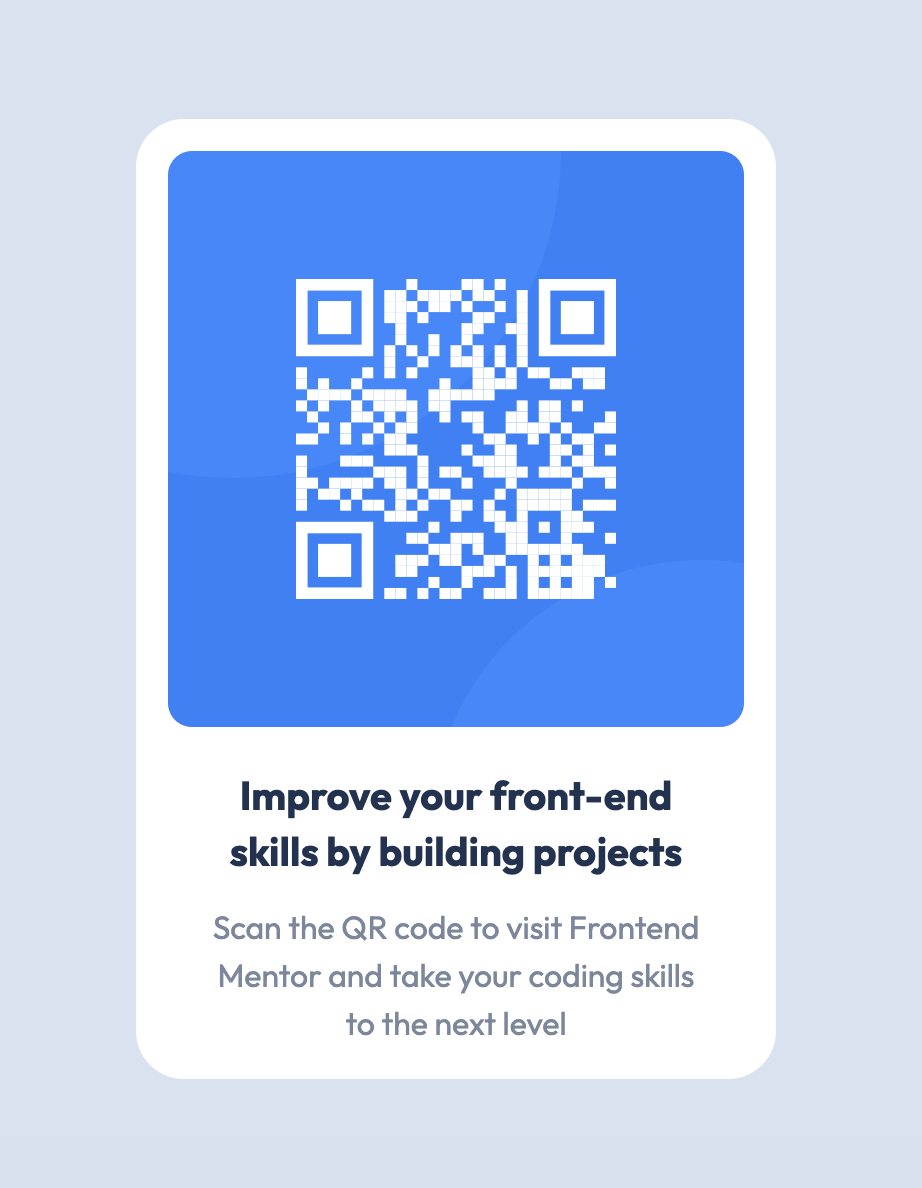 Improve your front-end
skills by building projects
Scan the QR code to visit Frontend
Mentor and take your coding skills
to the next level